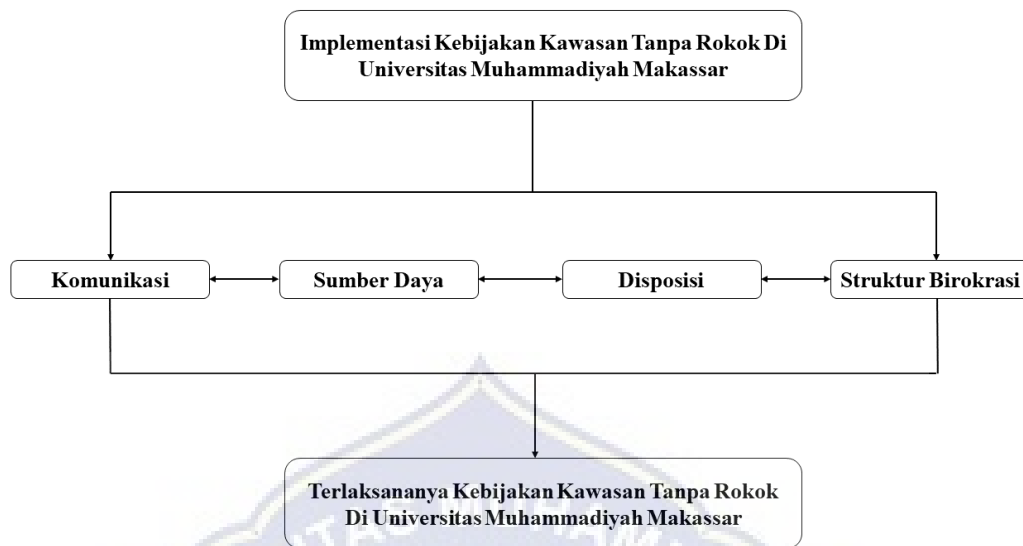 Implementasi Kebijakan Kawasan Tanpa Rokok Di
Universitas Muhammadiyah Makassar
Komunikasi
Sumber Daya
Disposisi
Struktur Birokrasi
Terlaksananya Kebijakan Kawasan Tanpa Rokok
Di Universitas Muhammadiyah Makassar